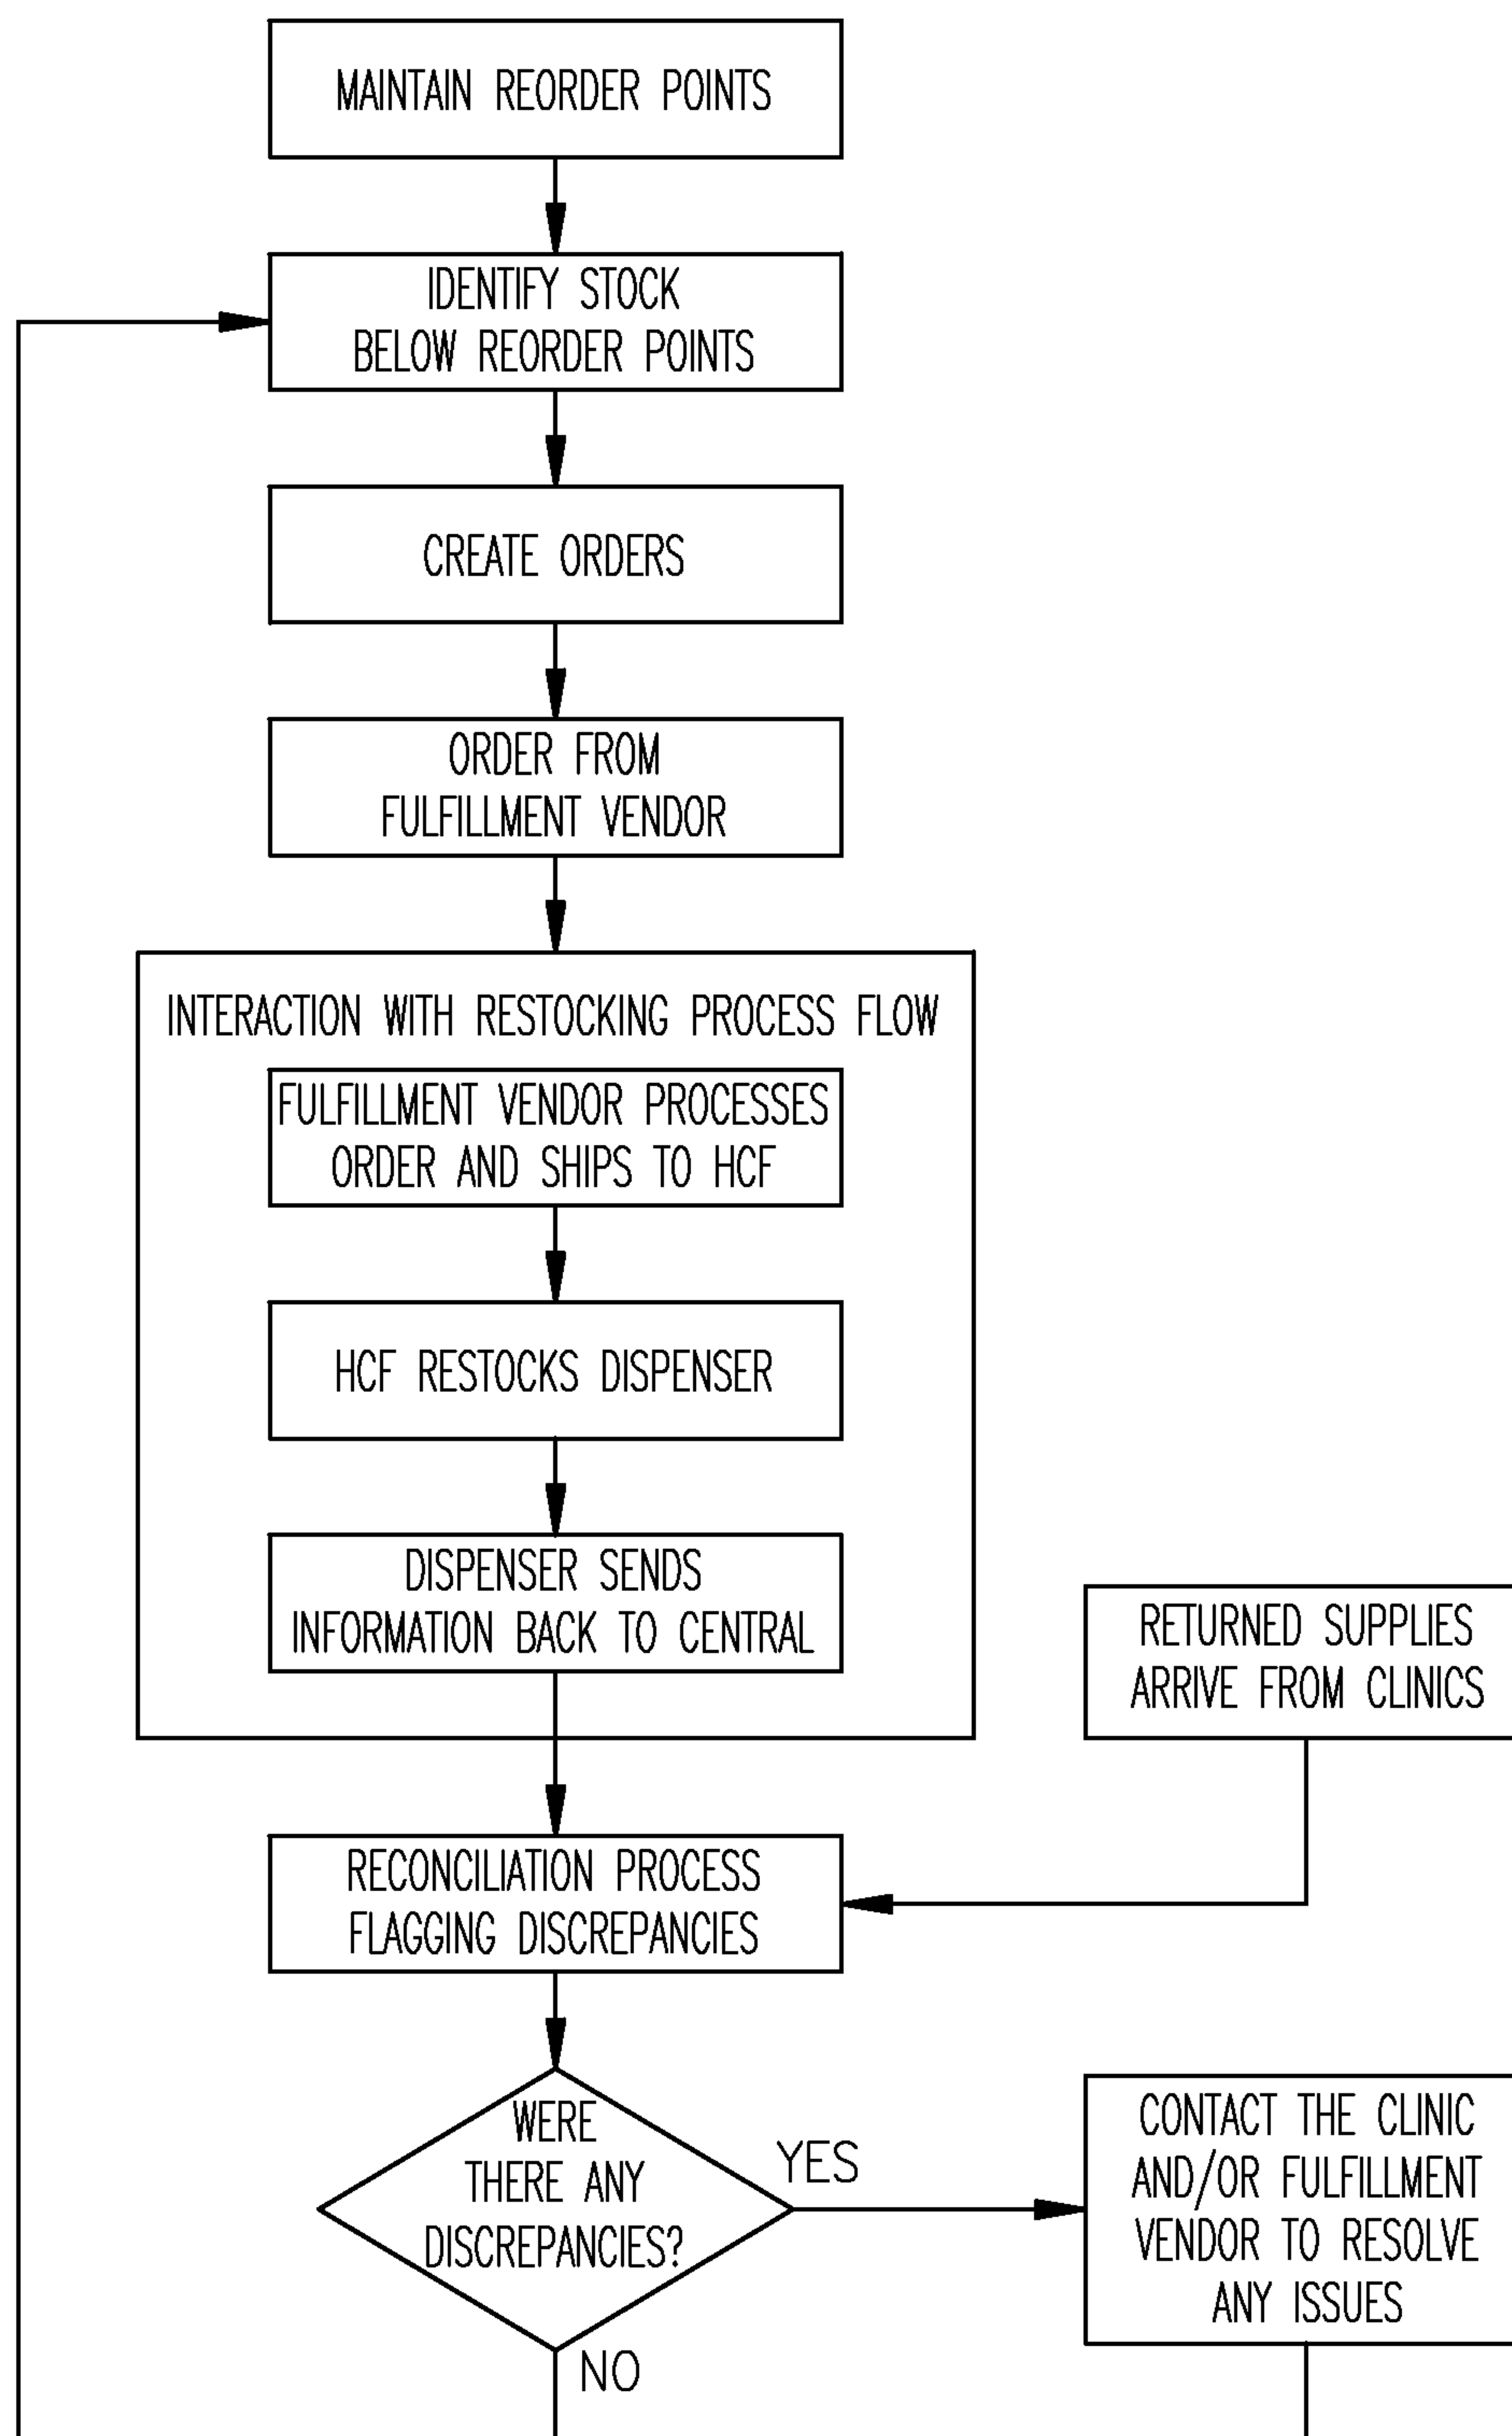 MAINTAIN REORDER POINTS
IDENTIFY STOCK
BELOW REORDER POINTS
CREATE ORDERS
ORDER FROM
FULFILLMENT VENDOR
INTERACTION WITH RESTOCKING PROCESS FLOW
FULFILLMENT VENDOR PROCESSES
ORDER AND SHIPS TO HCF
HCF RESTOCKS DISPENSER
DISPENSER SENDS
INFORMATION BACK TO CENTRAL
RETURNED SUPPLIES
ARRIVE FROM CLINICS
RECONCILIATION PROCESS
FLAGGING DISCREPANCIES
WERE
THERE ANY
DISCREPANCIES?
YES
CONTACT THE CLINIC
AND/OR FULFILLMENT
VENDOR TO RESOLVE
ANY ISSUES
NO